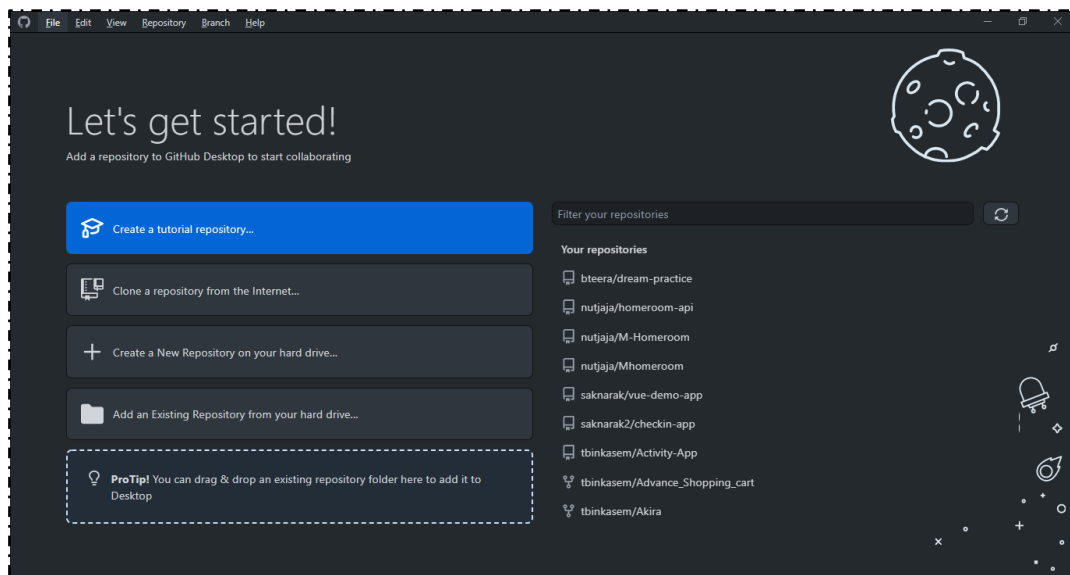 File Edit View Repository Branch Help
Let's get started!
Add a repository to GitHub Desktop to start collaborating
Create a tutorial repository...
Clone a repository from the Internet...
Create a New Repository on your hard drive...
Add an Existing Repository from your hard drive...
ProTip! You can drag & drop an existing repository folder here to add it to
Desktop
Filter your repositories
Your repositories
bteera/dream-practice
nutjaja/homeroom-api
nutjaja/M-Homeroom
nutjaja/Mhomeroom
saknarak/vue-demo-app
saknarak2/checkin-app
tbinkasem/Activity-App
tbinkasem/Advance_Shopping_cart
tbinkasem/Akira